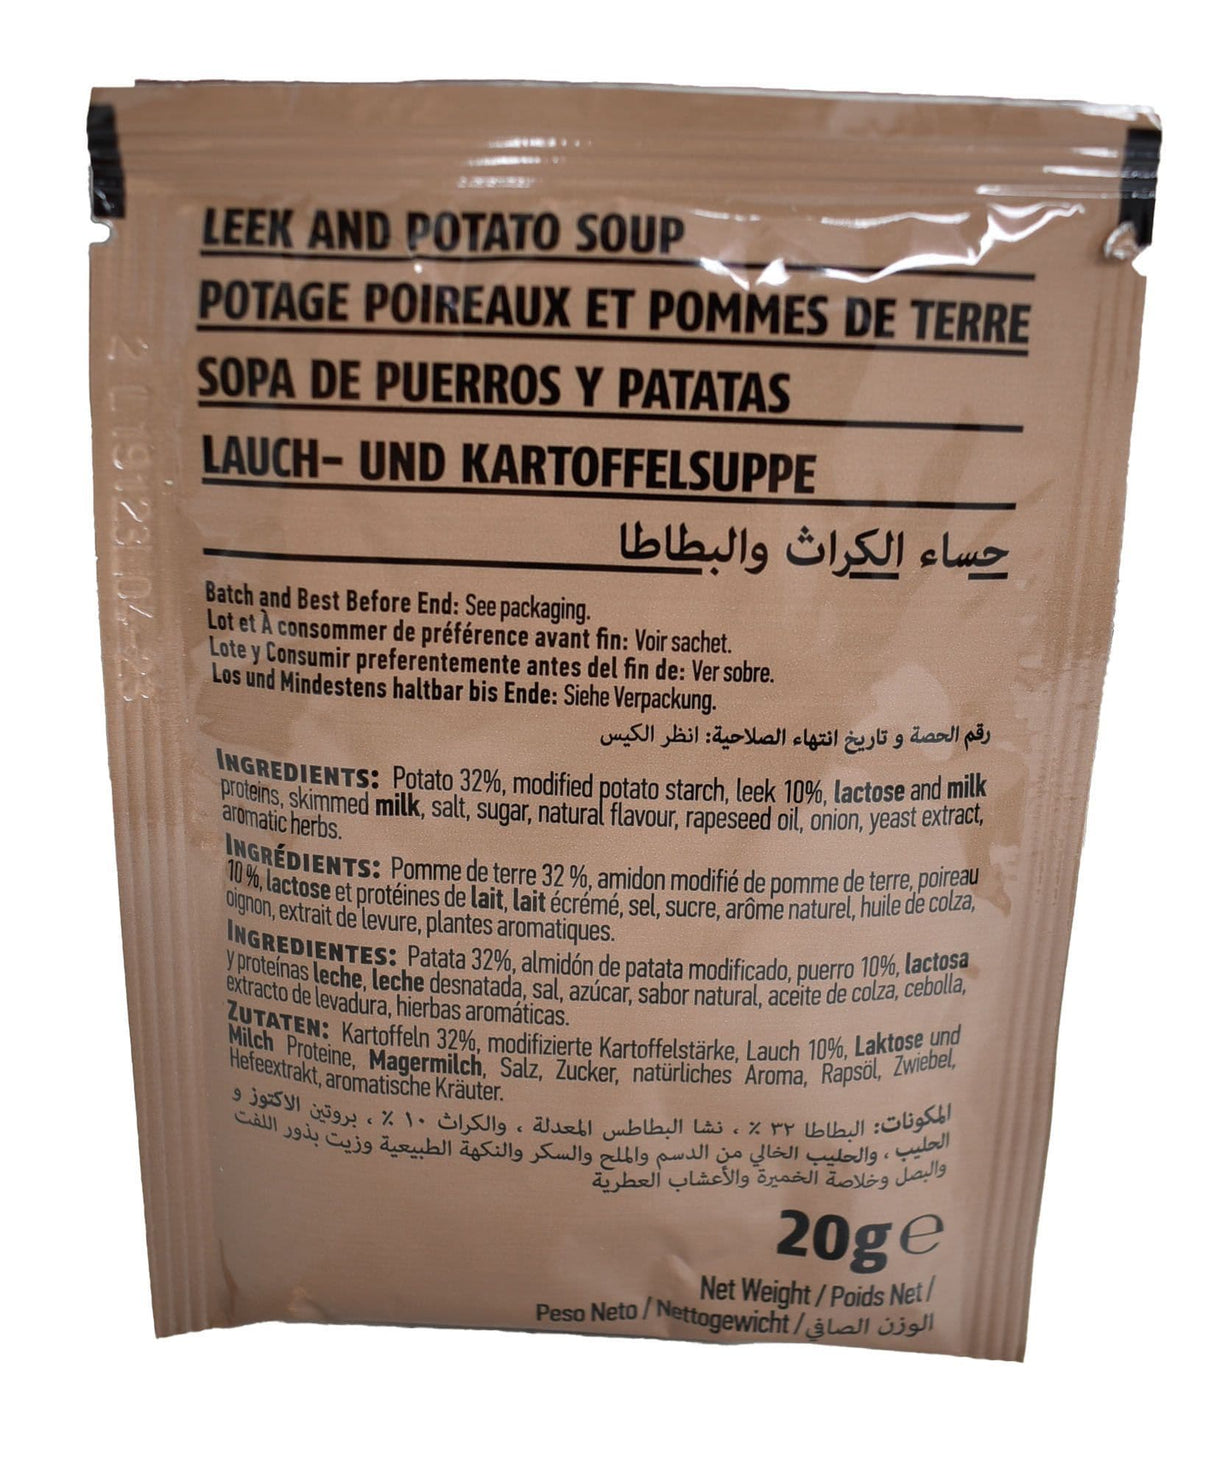 LEEK AND POTATO SOUP
POTAGE POIREAUX ET POMMES DE TERRE
SOPA DE PUERROS Y PATATAS
LAUCH- UND KARTOFFELSUPPE
حساء الكراث والبطاطا
Batch and Best Before End: See packaging.
Lot et À consommer de préférence avant fin: Voir sachet.
Lote y Consumir preferentemente antes del fin de: Ver sobre.
Los und Mindestens haltbar bis Ende: Siehe Verpackung.
رقم الحصة و تاريخ انتهاء الصلاحية: انظر الكيس
INGREDIENTS: Potato 32%, modified potato starch, leek 10%, lactose and milk
proteins, skimmed milk, salt, sugar, natural flavour, rapeseed oil, onion, yeast extract,
aromatic herbs.
INGRÉDIENTS: Pomme de terre 32 %, amidon modifié de pomme de terre, poireau
10 %, lactose et protéines de lait, lait écrémé, sel, sucre, arôme naturel, huile de colza,
oignon, extrait de levure, plantes aromatiques.
INGREDIENTES: Patata 32%, almidón de patata modificado, puerro 10%, lactosa
y proteínas leche, leche desnatada, sal, azúcar, sabor natural, aceite de colza, cebolla,
extracto de levadura, hierbas aromáticas.
ZUTATEN: Kartoffeln 32%, modifizierte Kartoffelstärke, Lauch 10%, Laktose und
Milch Proteine, Magermilch, Salz, Zucker, natürliches Aroma, Rapsöl, Zwiebel,
Hefeextrakt, aromatische Kräuter.
المكونات: البطاطا ٣٢ ٪ ، نشا البطاطس المعدلة ، والكراث ١٠ ٪ ، بروتين الاكتوز و
الحليب ، والحليب الخالي من الدسم والملح والسكر والنكهة الطبيعية وزيت بذور اللفت
والبصل وخلاصة الخميرة والأعشاب العطرية
20g e
Net Weight / Poids Net /
Peso Neto / Nettogewicht / الوزن الصافي